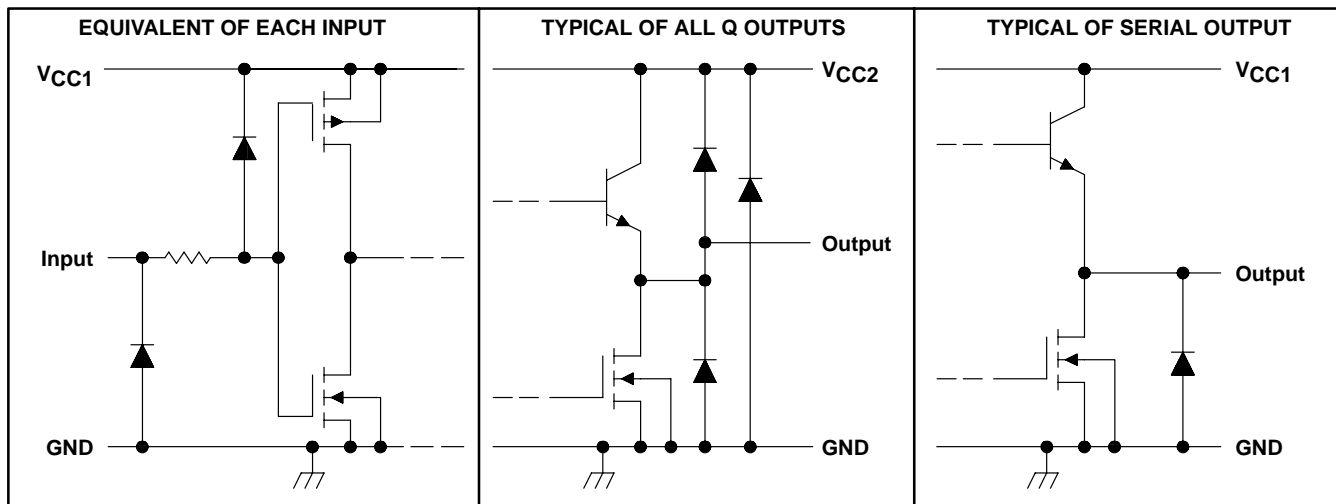 EQUIVALENT OF EACH INPUT
VCC1
Input
GND
TYPICAL OF ALL Q OUTPUTS
VCC2
Output
GND
TYPICAL OF SERIAL OUTPUT
VCC1
Output
GND